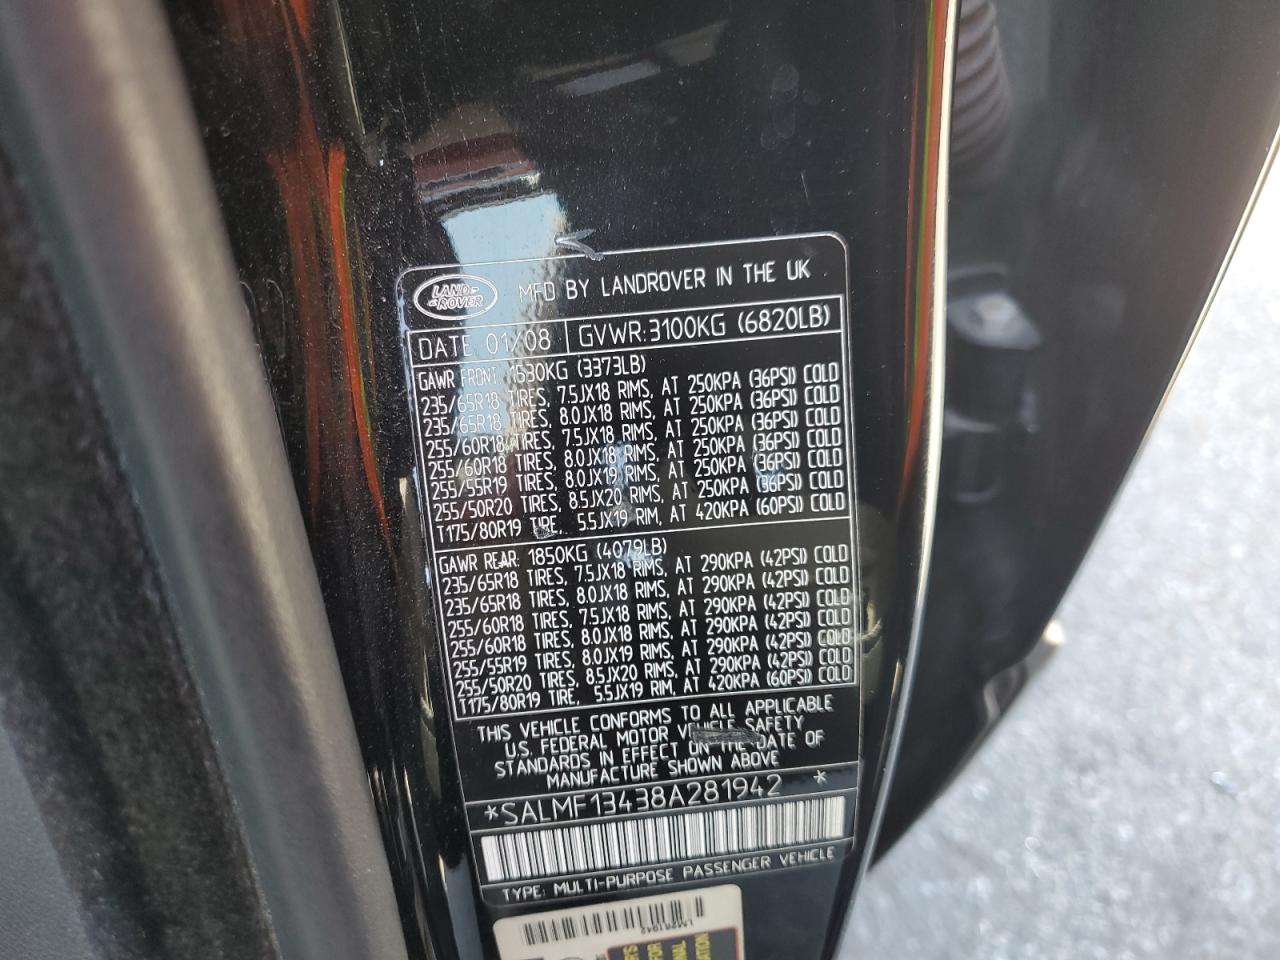 LAND-
-ROVER
MFD BY LANDROVER IN THE UK
DATE 01/08 GVWR:3100KG (6820LB)
GAWR FRONT 1530KG (3373LB)
235/65R18 TIRES, 7.5JX18 RIMS, AT 250KPA (36PSI) COLD
235/65R18 TIRES, 8.0JX18 RIMS, AT 250KPA (36PSI) COLD
255/60R18 TIRES, 7.5JX18 RIMS, AT 250KPA (36PSI) COLD
255/60R18 TIRES, 8.0JX18 RIMS, AT 250KPA (36PSI) COLD
255/55R19 TIRES, 8.0JX19 RIMS, AT 250KPA (36PSI) COLD
255/50R20 TIRES, 8.5JX20 RIMS, AT 250KPA (36PSI) COLD
T175/80R19 TIRE, 5.5JX19 RIM, AT 420KPA (60PSI) COLD
GAWR REAR: 1850KG (4079LB)
235/65R18 TIRES, 7.5JX18 RIMS, AT 290KPA (42PSI) COLD
235/65R18 TIRES, 8.0JX18 RIMS, AT 290KPA (42PSI) COLD
255/60R18 TIRES, 7.5JX18 RIMS, AT 290KPA (42PSI) COLD
255/60R18 TIRES, 8.0JX18 RIMS, AT 290KPA (42PSI) COLD
255/55R19 TIRES, 8.0JX19 RIMS, AT 290KPA (42PSI) COLD
255/50R20 TIRES, 8.5JX20 RIMS, AT 290KPA (42PSI) COLD
T175/80R19 TIRE, 5.5JX19 RIM, AT 420KPA (60PSI) COLD
THIS VEHICLE CONFORMS TO ALL APPLICABLE
U.S. FEDERAL MOTOR VEHICLE SAFETY
STANDARDS IN EFFECT ON THE DATE OF
MANUFACTURE SHOWN ABOVE
*SALMF13438A281942 *
TYPE: MULTI-PURPOSE PASSENGER VEHICLE
LA281942